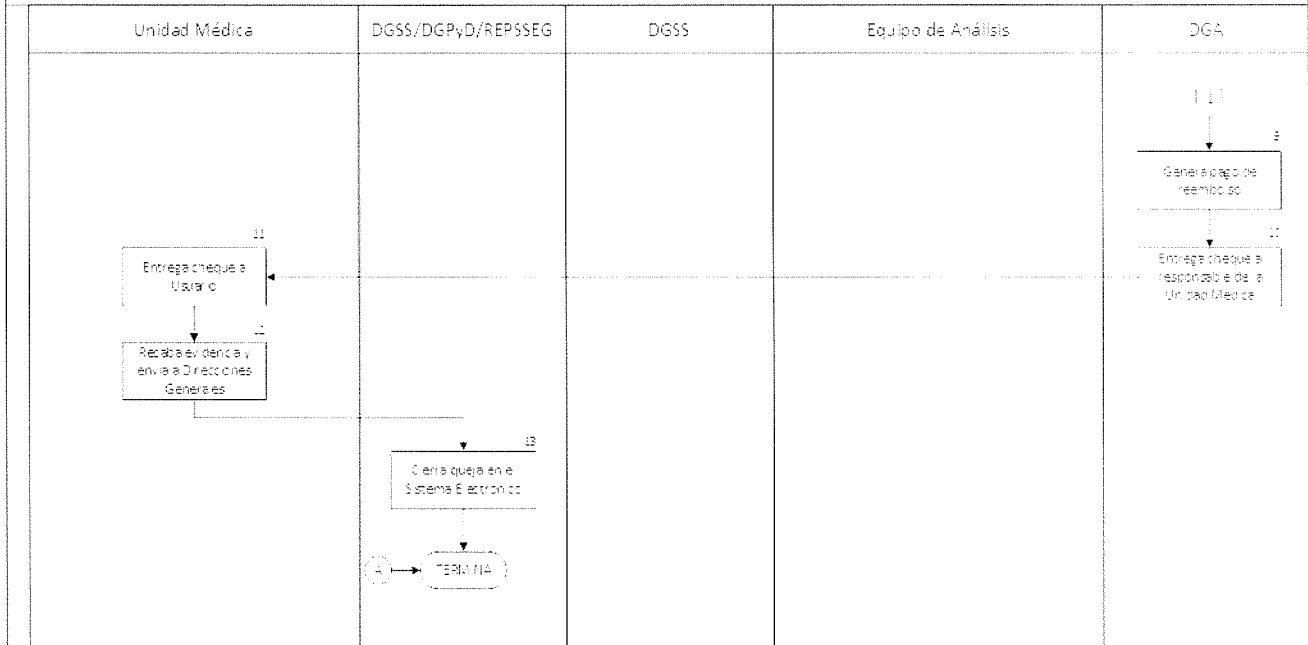 Unidad Médica
DGSS/DGPyD/REPSSEG
DGSS
Equipo de Análisis
DGA
9
Genera pago de
reembolso
10
Entrega cheque a
responsable de la
Unidad Médica
11
Entrega cheque a
Usuario
12
Recaba evidencia y
envía a Direcciones
Generales
13
Cierra queja en el
Sistema Electrónico
A
TERMINA